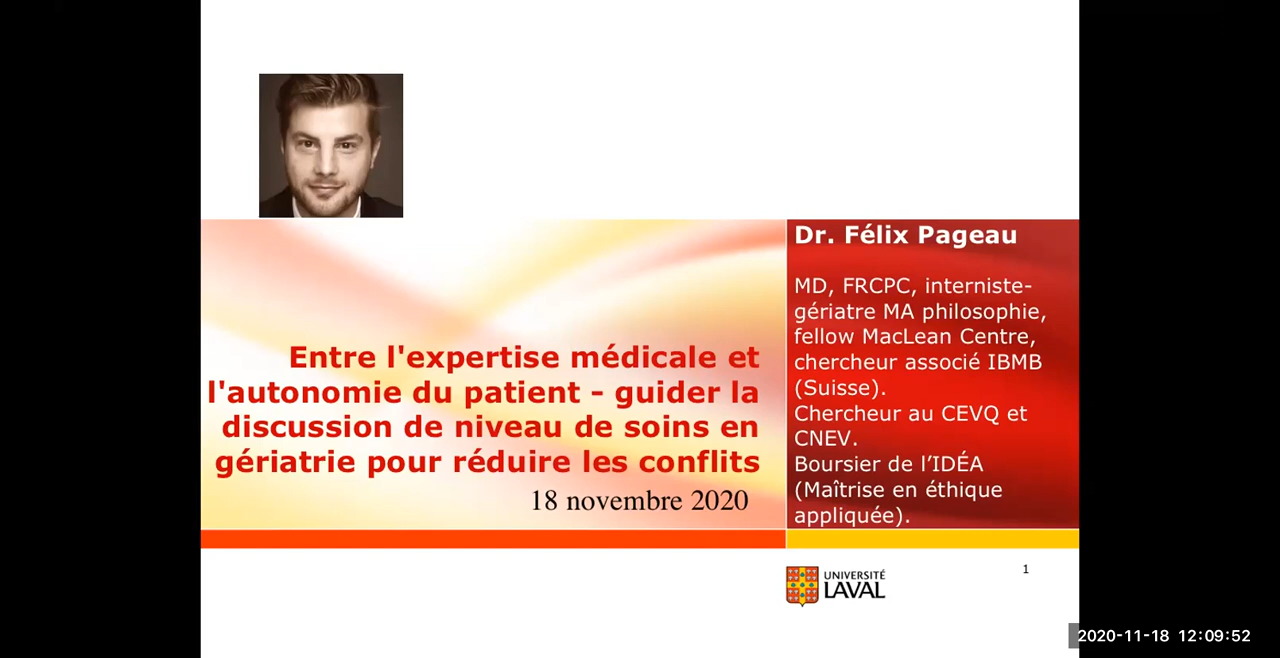 Dr. Félix Pageau
MD, FRCPC, interniste-
gériatre MA philosophie,
fellow MacLean Centre,
chercheur associé IBMB
(Suisse).
Chercheur au CEVQ et
CNEV.
Boursier de l’IDÉA
(Maîtrise en éthique
appliquée).
Entre l'expertise médicale et
l'autonomie du patient - guider la
discussion de niveau de soins en
gériatrie pour réduire les conflits
18 novembre 2020
UNIVERSITÉ
LAVAL
1
2020-11-18 12:09:52